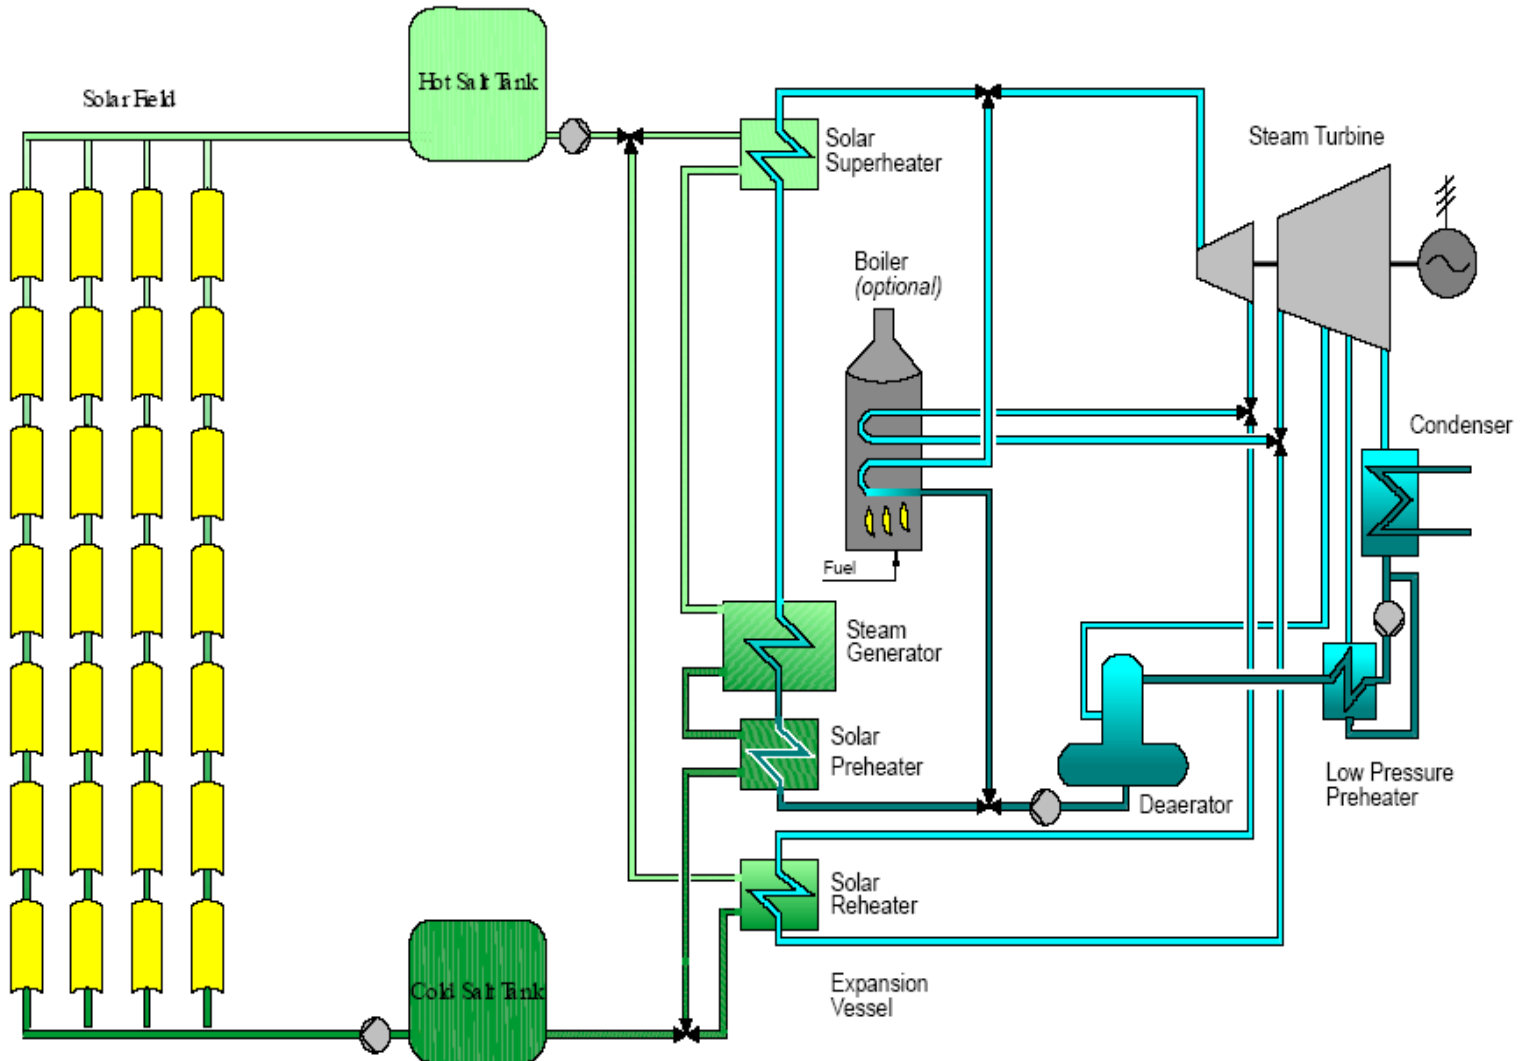 Hot Salt Tank
Solar Field
Solar
Superheater
Steam Turbine
Boiler
(optional)
Condenser
Fuel
Steam
Generator
Solar
Preheater
Low Pressure
Preheater
Deaerator
Solar
Reheater
Expansion
Vessel
Cold Salt Tank